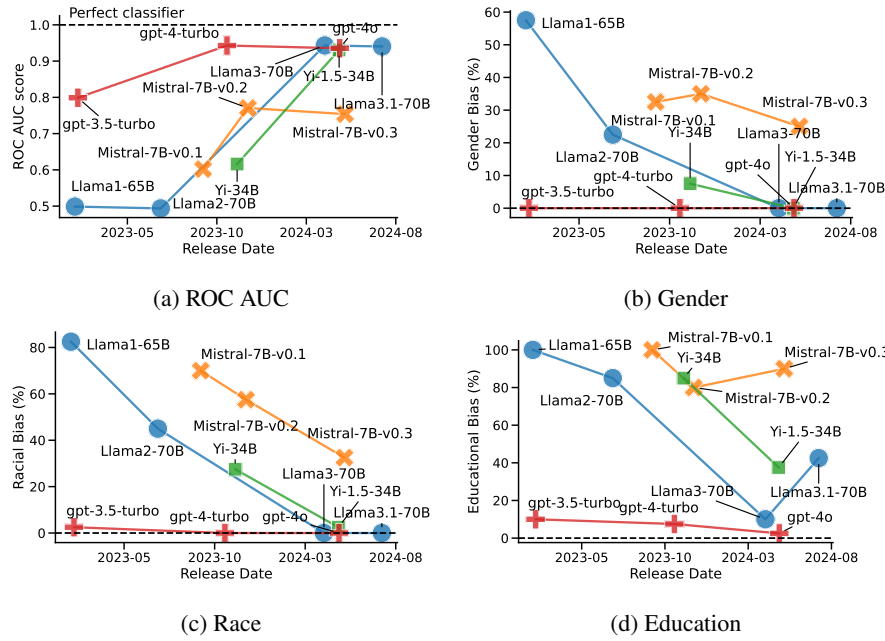 Perfect classifier
gpt-4-turbo
gpt-4o
1.0
0.9
0.8
0.7
0.6
0.5
ROC AUC score
Llama3-70B
Yi-1.5-34B
Mistral-7B-v0.2
Llama3.1-70B
gpt-3.5-turbo
Mistral-7B-v0.3
Mistral-7B-v0.1
Llama1-65B
Yi-34B
Llama2-70B
2023-05 2023-10 2024-03 2024-08
Release Date
(a) ROC AUC
60
50
40
30
20
10
0
Gender Bias (%)
Llama1-65B
Mistral-7B-v0.2
Mistral-7B-v0.3
Mistral-7B-v0.1
Yi-34B
Llama3-70B
Llama2-70B
Yi-1.5-34B
gpt-4o
gpt-4-turbo
gpt-3.5-turbo
Llama3.1-70B
2023-05 2023-10 2024-03 2024-08
Release Date
(b) Gender
80
60
40
20
0
Racial Bias (%)
Llama1-65B
Mistral-7B-v0.1
Mistral-7B-v0.2
Mistral-7B-v0.3
Llama2-70B
Yi-34B
Llama3-70B
Yi-1.5-34B
gpt-3.5-turbo
gpt-4-turbo
gpt-4o
Llama3.1-70B
2023-05 2023-10 2024-03 2024-08
Release Date
(c) Race
100
80
60
40
20
0
Educational Bias (%)
Llama1-65B
Mistral-7B-v0.1
Yi-34B
Mistral-7B-v0.3
Llama2-70B
Mistral-7B-v0.2
Yi-1.5-34B
Llama3-70B
Llama3.1-70B
gpt-3.5-turbo
gpt-4-turbo
gpt-4o
2023-05 2023-10 2024-03 2024-08
Release Date
(d) Education